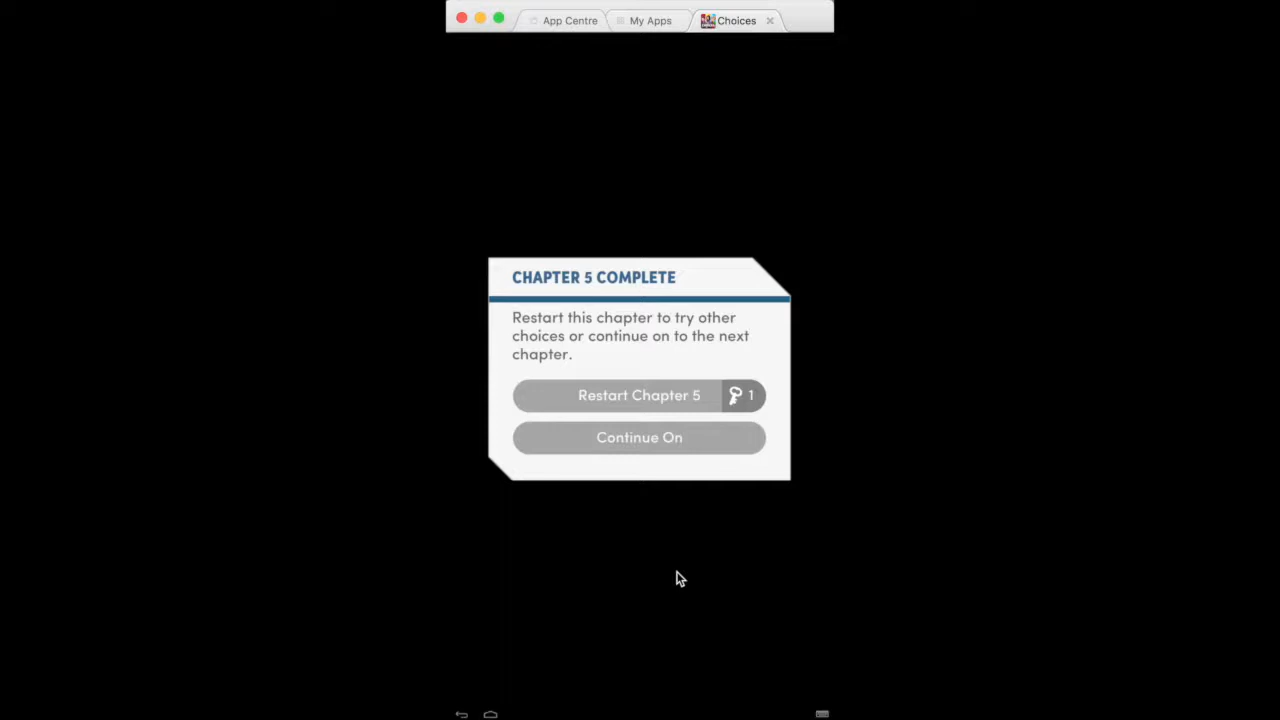 App Centre
My Apps
Choices
CHAPTER 5 COMPLETE
Restart this chapter to try other
choices or continue on to the next
chapter.
Restart Chapter 5 1
Continue On